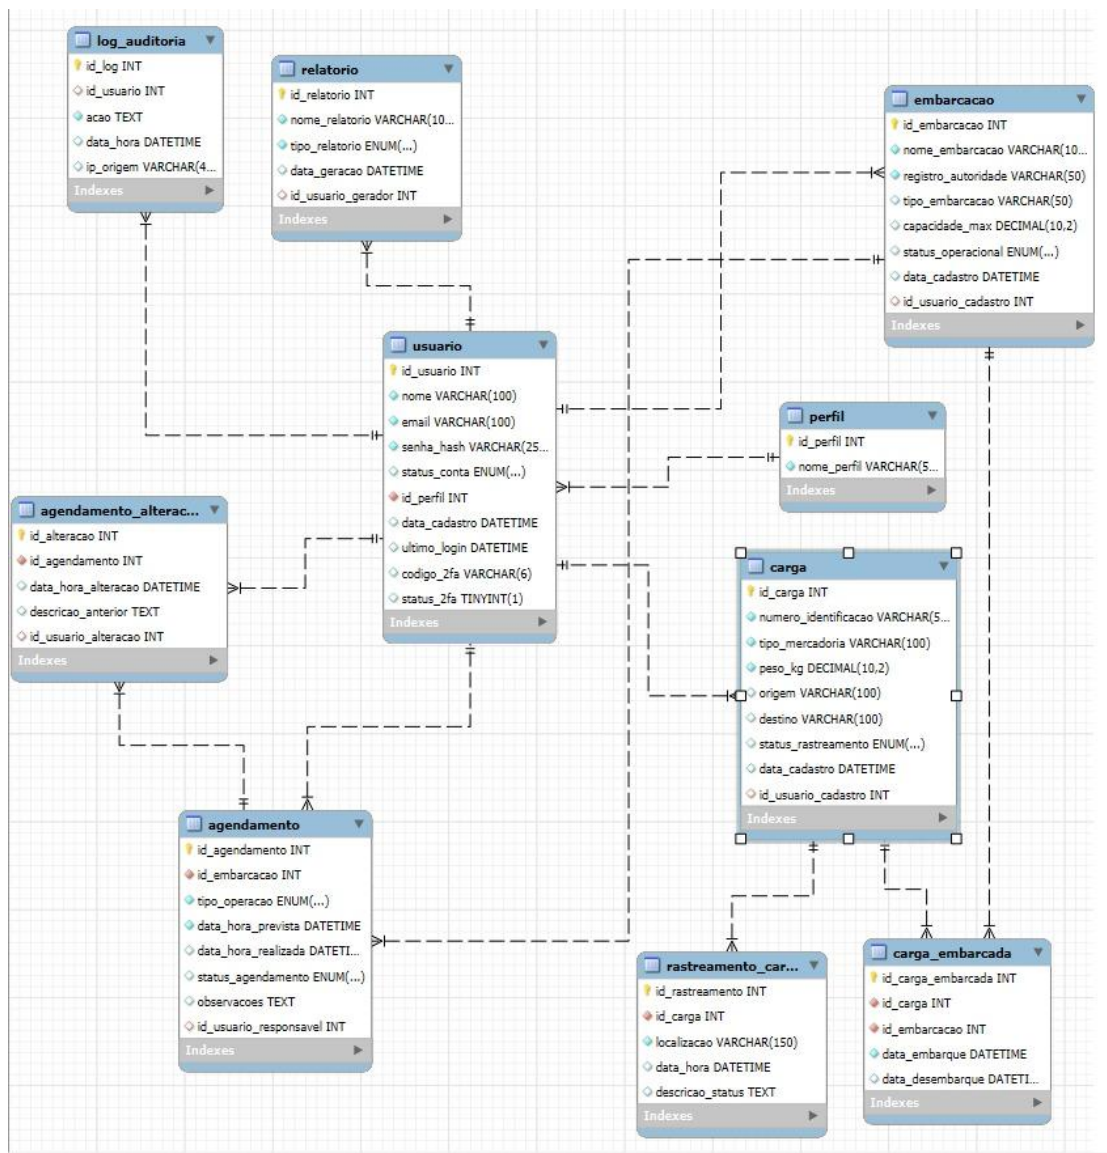 log_auditoria
id_log INT
id_usuario INT
acao TEXT
data_hora DATETIME
ip_origem VARCHAR(4...
Indexes
relatorio
id_relatorio INT
nome_relatorio VARCHAR(10...
tipo_relatorio ENUM(...)
data_geracao DATETIME
id_usuario_gerador INT
Indexes
embarcacao
id_embarcacao INT
nome_embarcacao VARCHAR(10...
registro_autoridade VARCHAR(50)
tipo_embarcacao VARCHAR(50)
capacidade_max DECIMAL(10,2)
status_operacional ENUM(...)
data_cadastro DATETIME
id_usuario_cadastro INT
Indexes
usuario
id_usuario INT
nome VARCHAR(100)
email VARCHAR(100)
senha_hash VARCHAR(25...
status_conta ENUM(...)
id_perfil INT
data_cadastro DATETIME
ultimo_login DATETIME
codigo_2fa VARCHAR(6)
status_2fa TINYINT(1)
Indexes
perfil
id_perfil INT
nome_perfil VARCHAR(5...
Indexes
agendamento_alterac...
id_alteracao INT
id_agendamento INT
data_hora_alteracao DATETIME
descricao_anterior TEXT
id_usuario_alteracao INT
Indexes
carga
id_carga INT
numero_identificacao VARCHAR(5...
tipo_mercadoria VARCHAR(100)
peso_kg DECIMAL(10,2)
origem VARCHAR(100)
destino VARCHAR(100)
status_rastreamento ENUM(...)
data_cadastro DATETIME
id_usuario_cadastro INT
Indexes
agendamento
id_agendamento INT
id_embarcacao INT
tipo_operacao ENUM(...)
data_hora_prevista DATETIME
data_hora_realizada DATETI...
status_agendamento ENUM(...)
observacoes TEXT
id_usuario_responsavel INT
Indexes
rastreamento_car...
id_rastreamento INT
id_carga INT
localizacao VARCHAR(150)
data_hora DATETIME
descricao_status TEXT
Indexes
carga_embarcada
id_carga_embarcada INT
id_carga INT
id_embarcacao INT
data_embarque DATETIME
data_desembarque DATETI...
Indexes